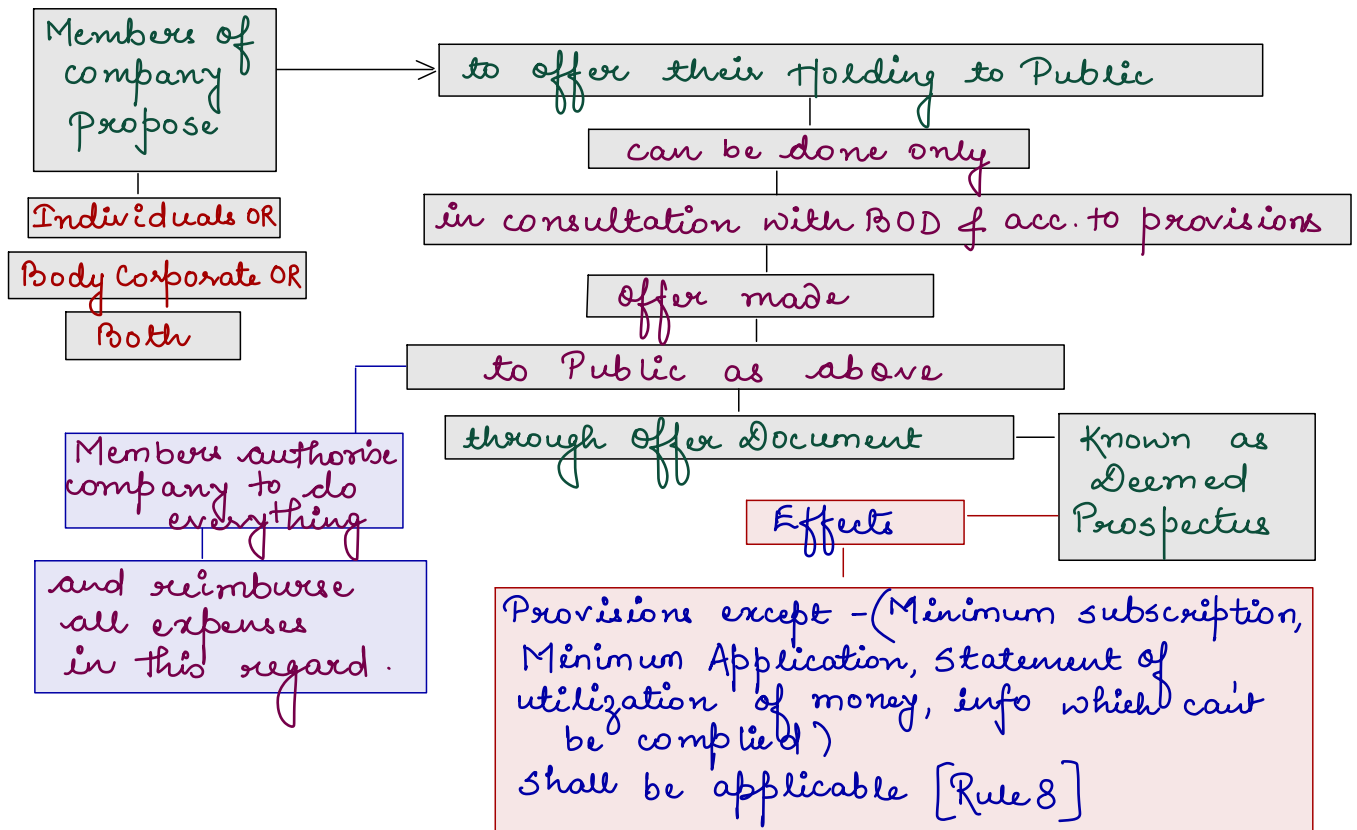 Members of
company
Propose
to offer their Holding to Public
can be done only
Individuals OR
in consultation with BOD & acc. to provisions
Body Corporate OR
Both
offer made
to Public as above
through Offer Document
Known as
Deemed
Prospectus
Members authorise
company to do
everything
and reimburse
all expenses
in this regard.
Effects
Provisions except - (Minimum subscription,
Minimum Application, Statement of
utilization of money, info which can't
be complied)
shall be applicable [Rule 8]